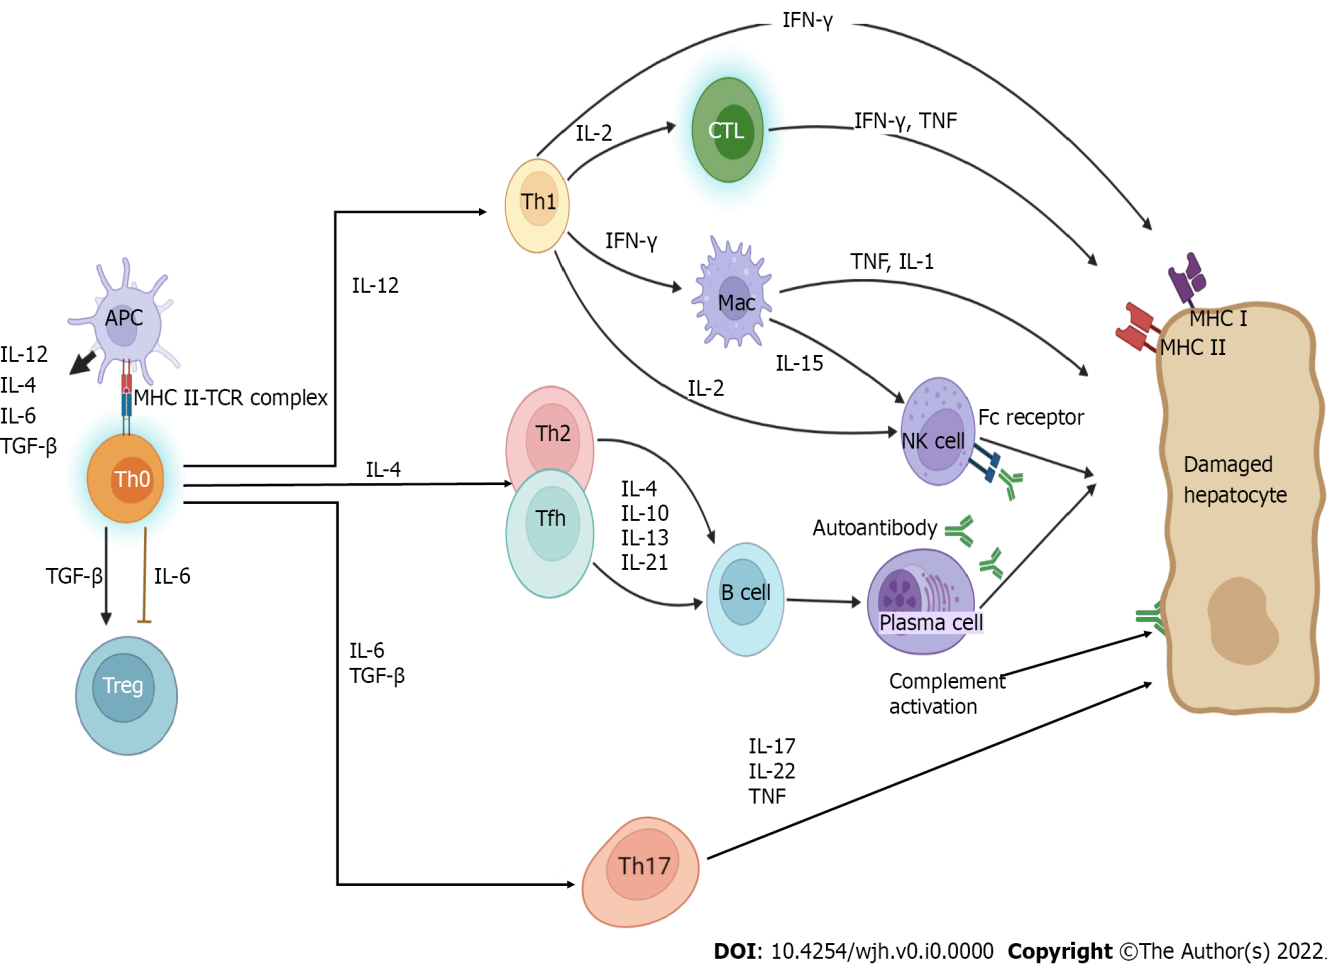 IFN-γ
CTL
IFN-γ, TNF
IL-2
Th1
IFN-γ
TNF, IL-1
IL-12
APC
Mac
MHC I
MHC II
IL-12
IL-4
IL-6
TGF-β
MHC II-TCR complex
IL-15
IL-2
NK cell
Fc receptor
Th2
Th0
IL-4
Tfh
IL-4
IL-10
IL-13
IL-21
Damaged
hepatocyte
Autoantibody
TGF-β
IL-6
B cell
Plasma cell
Treg
IL-6
TGF-β
Complement
activation
IL-17
IL-22
TNF
Th17
DOI: 10.4254/wjh.v0.i0.0000 Copyright ©The Author(s) 2022.